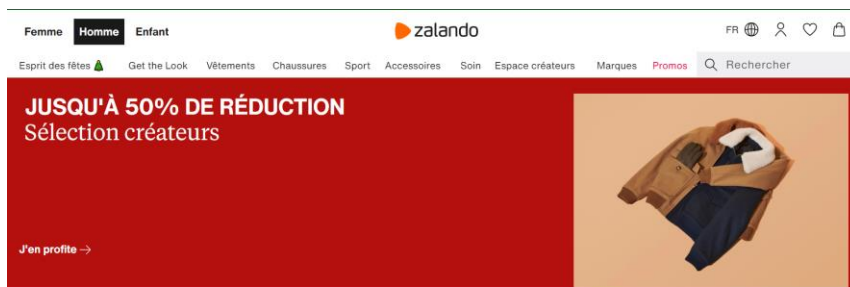 Femme Homme Enfant zalando FR
Esprit des fêtes Get the Look Vêtements Chaussures Sport Accessoires Soin Espace créateurs Marques Promos Rechercher
JUSQU'À 50% DE RÉDUCTION
Sélection créateurs
J'en profite →